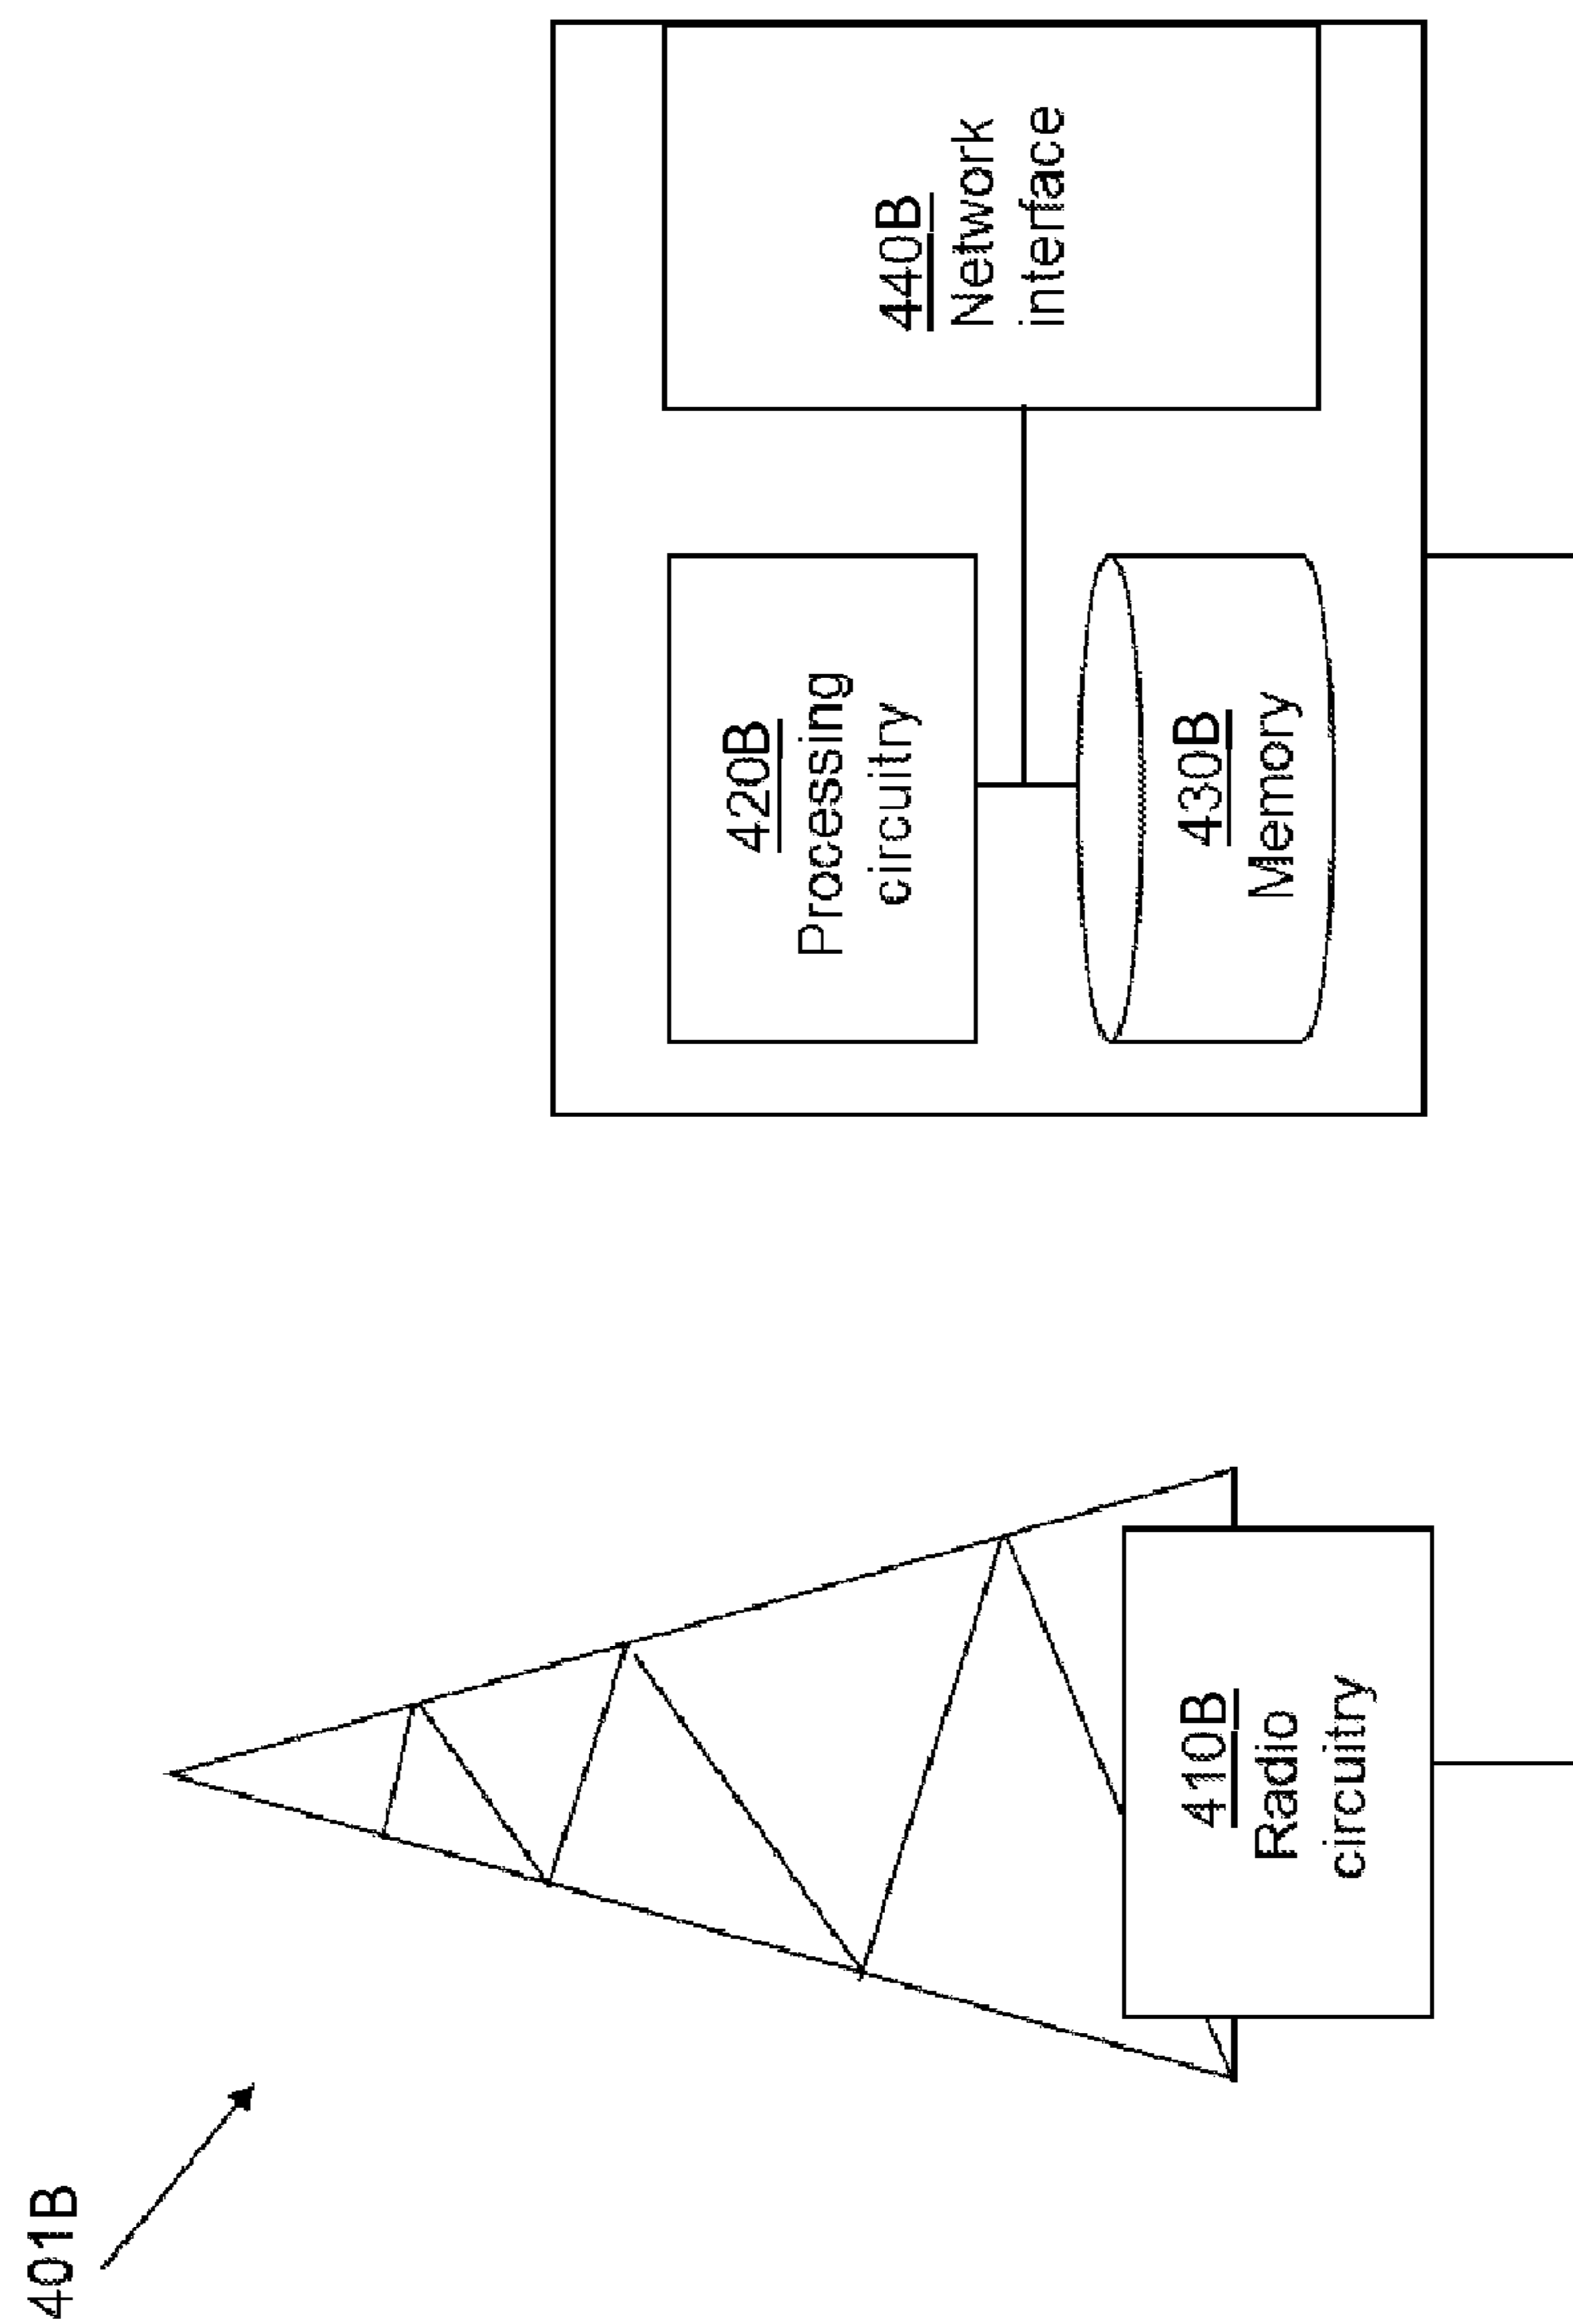 401B
410B
Radio
circuitry
420B
Processing
circuitry
430B
Memory
440B
Network
interface